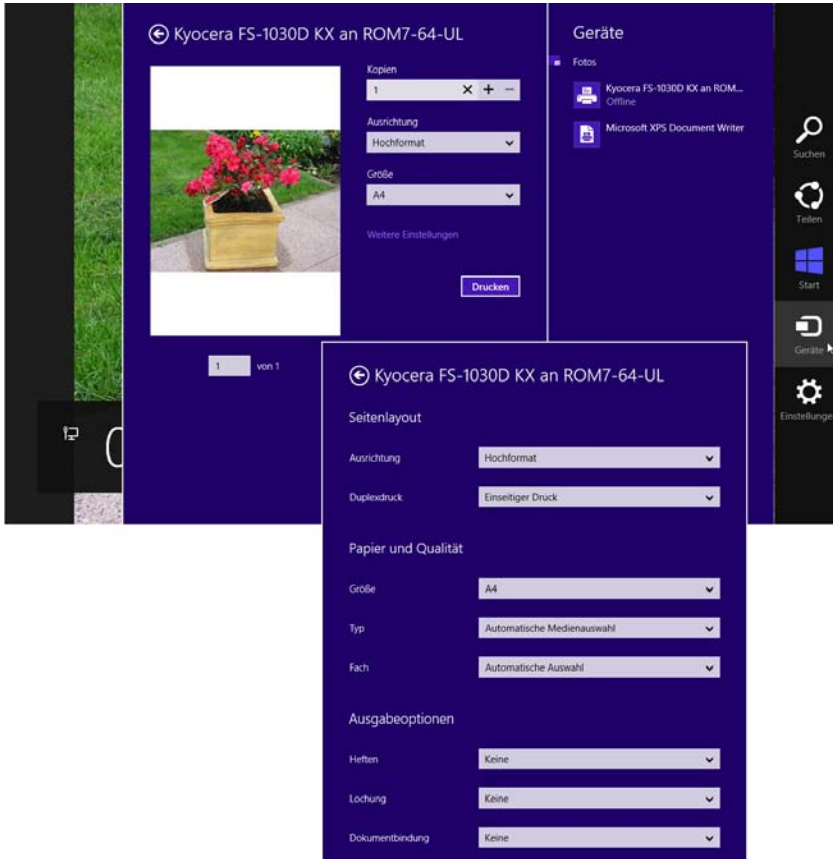 Kyocera FS-1030D KX an ROM7-64-UL
Kopien
1
Ausrichtung
Hochformat
Größe
A4
Weitere Einstellungen
Drucken
1 von 1
Geräte
Fotos
Kyocera FS-1030D KX an ROM...
Offline
Microsoft XPS Document Writer
Suchen
Teilen
Start
Geräte
Einstellunge
Kyocera FS-1030D KX an ROM7-64-UL
Seitenlayout
Ausrichtung Hochformat
Duplexdruck Einseitiger Druck
Papier und Qualität
Größe A4
Typ Automatische Medienauswahl
Fach Automatische Auswahl
Ausgabeoptionen
Heften Keine
Lochung Keine
Dokumentbindung Keine